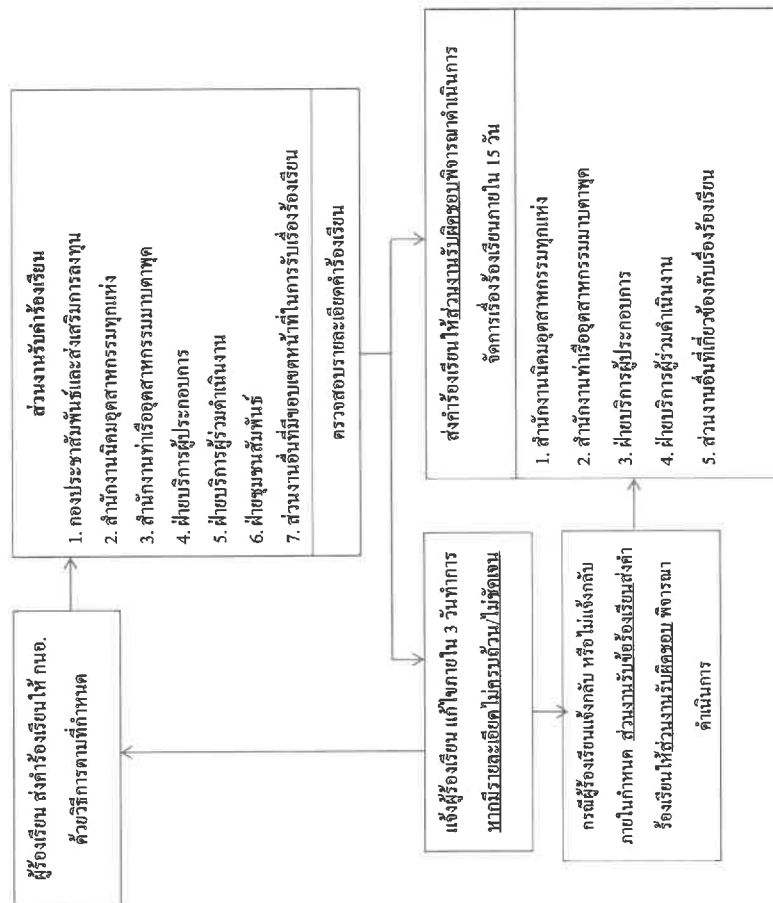 ผู้ร้องเรียน ส่งคำร้องเรียนให้ กนอ.
ด้วยวิธีการตามที่กำหนด
ส่วนงานรับคำร้องเรียน
1. กองประชาสัมพันธ์และส่งเสริมการลงทุน
2. สำนักงานนิคมอุตสาหกรรมทุกแห่ง
3. สำนักงานท่าเรืออุตสาหกรรมมาบตาพุด
4. ฝ่ายบริการผู้ประกอบการ
5. ฝ่ายบริการผู้ร่วมดำเนินงาน
6. ฝ่ายชุมชนสัมพันธ์
7. ส่วนงานอื่นที่มีขอบเขตหน้าที่ในการรับเรื่องร้องเรียน
ตรวจสอบรายละเอียดคำร้องเรียน
แจ้งผู้ร้องเรียน แก้ไขภายใน 3 วันทำการ
หากมีรายละเอียดไม่ครบถ้วน/ไม่ชัดเจน
กรณีผู้ร้องเรียนแจ้งกลับ หรือไม่แจ้งกลับ
ภายในกำหนด ส่วนงานรับข้อร้องเรียนส่งคำ
ร้องเรียนให้ส่วนงานรับผิดชอบ พิจารณา
ดำเนินการ
ส่งคำร้องเรียนให้ส่วนงานรับผิดชอบพิจารณาดำเนินการ
จัดการเรื่องร้องเรียนภายใน 15 วัน
1. สำนักงานนิคมอุตสาหกรรมทุกแห่ง
2. สำนักงานท่าเรืออุตสาหกรรมมาบตาพุด
3. ฝ่ายบริการผู้ประกอบการ
4. ฝ่ายบริการผู้ร่วมดำเนินงาน
5. ส่วนงานอื่นที่เกี่ยวข้องกับเรื่องร้องเรียน